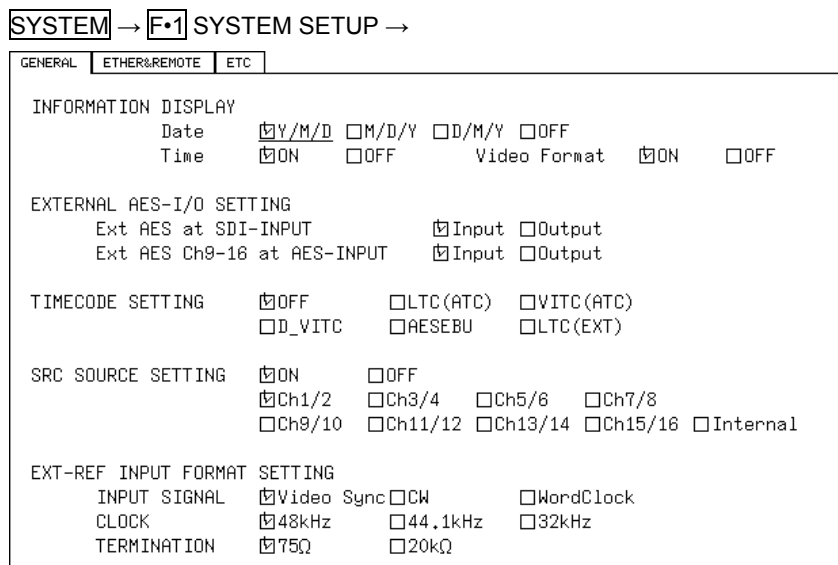 SYSTEM → F•1 SYSTEM SETUP →
GENERAL ETHER&REMOTE ETC
INFORMATION DISPLAY
Date ☑Y/M/D ☐M/D/Y ☐D/M/Y ☐OFF
Time ☑ON ☐OFF Video Format ☑ON ☐OFF
EXTERNAL AES-I/O SETTING
Ext AES at SDI-INPUT ☑Input ☐Output
Ext AES Ch9-16 at AES-INPUT ☑Input ☐Output
TIMECODE SETTING ☑OFF ☐LTC(ATC) ☐VITC(ATC)
☐D_VITC ☐AESEBU ☐LTC(EXT)
SRC SOURCE SETTING ☑ON ☐OFF
☑Ch1/2 ☐Ch3/4 ☐Ch5/6 ☐Ch7/8
☐Ch9/10 ☐Ch11/12 ☐Ch13/14 ☐Ch15/16 ☐Internal
EXT-REF INPUT FORMAT SETTING
INPUT SIGNAL ☑Video Sync ☐CW ☐WordClock
CLOCK ☑48kHz ☐44.1kHz ☐32kHz
TERMINATION ☑75Ω ☐20kΩ